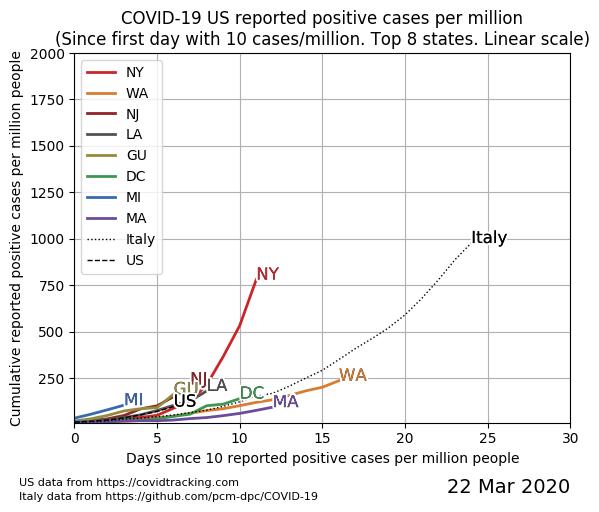 COVID-19 US reported positive cases per million
(Since first day with 10 cases/million. Top 8 states. Linear scale)
Cumulative reported positive cases per million people
2000
1750
1500
1250
1000
750
500
250
NY
WA
NJ
LA
GU
DC
MI
MA
Italy
US
Italy
NY
NJ
LA
GU
WA
DC
MI
US
MA
0
5
10
15
20
25
30
Days since 10 reported positive cases per million people
US data from https://covidtracking.com
Italy data from https://github.com/pcm-dpc/COVID-19
22 Mar 2020